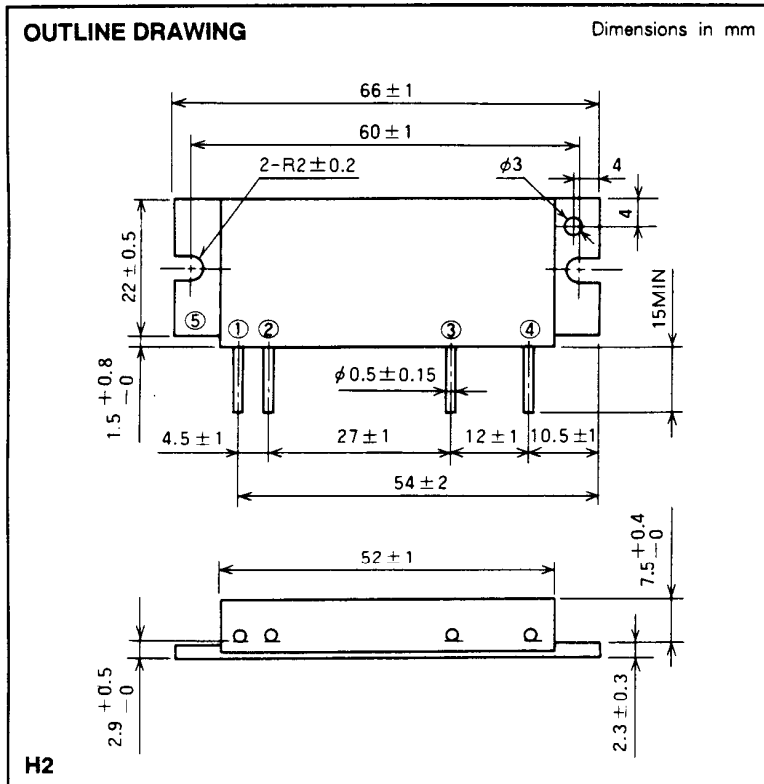 OUTLINE DRAWING
Dimensions in mm
66±1
60±1
2-R2±0.2
φ3
4
4
22±0.5
15MIN
⑤
①
②
③
④
φ0.5±0.15
1.5 +0.8 -0
4.5±1
27±1
12±1
10.5±1
54±2
52±1
7.5 +0.4 -0
2.9 +0.5 -0
2.3±0.3
H2